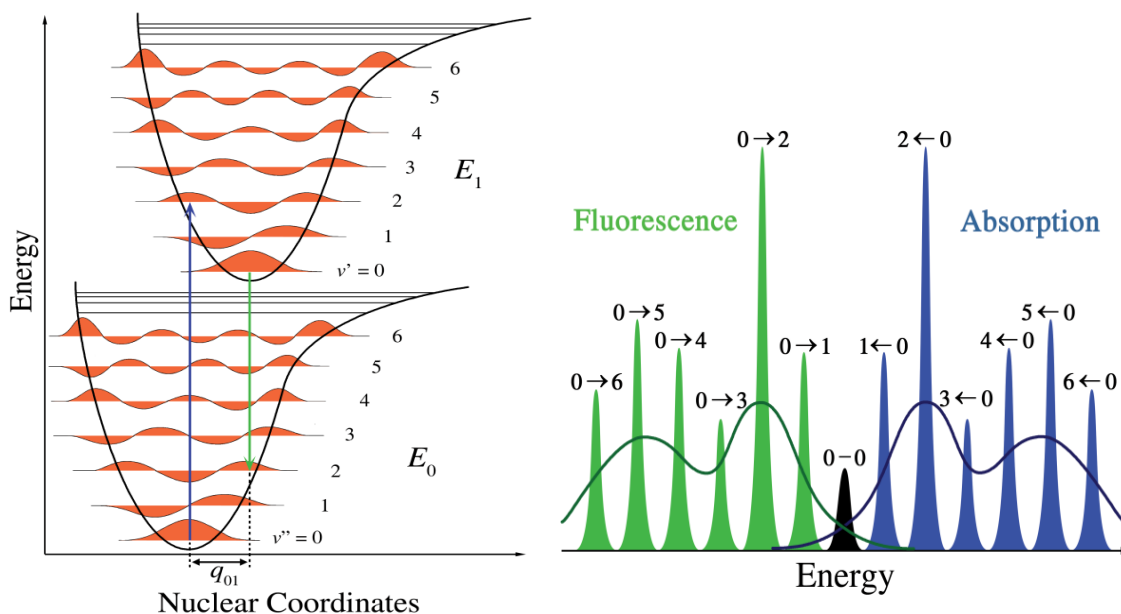 Energy
6
5
4
3
2
1
v' = 0
E1
6
5
4
3
2
1
v'' = 0
E0
q01
Nuclear Coordinates
Fluorescence
Absorption
0→6
0→5
0→4
0→3
0→2
0→1
0−0
1←0
2←0
3←0
4←0
5←0
6←0
Energy